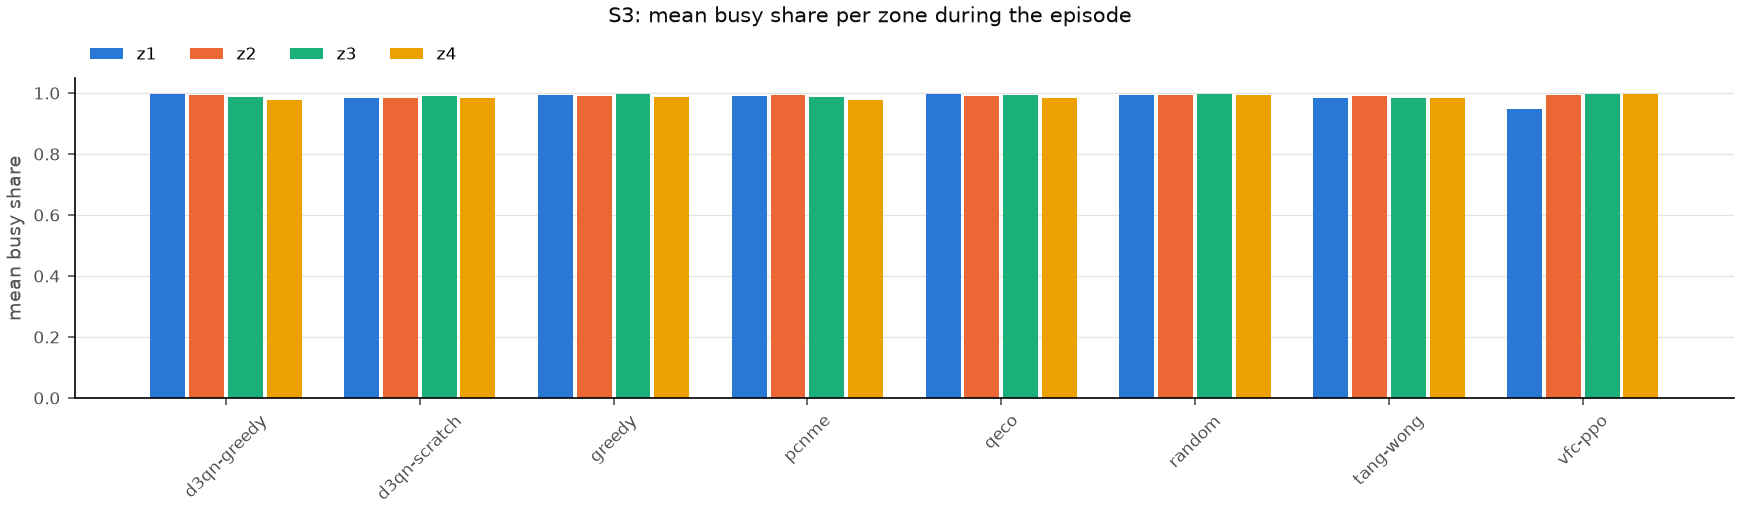 S3: mean busy share per zone during the episode
z1 z2 z3 z4
mean busy share
1.0
0.8
0.6
0.4
0.2
0.0
d3qn-greedy d3qn-scratch greedy pcnme qeco random tang-wong vfc-ppo